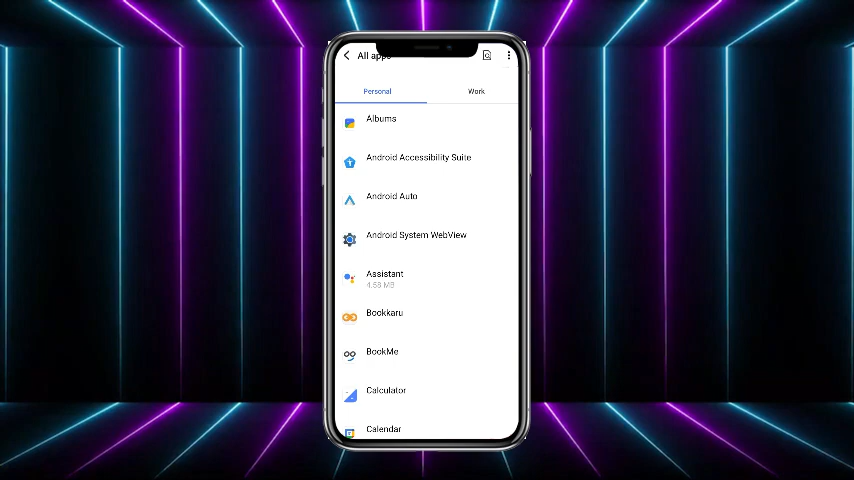 All apps
Personal
Work
Albums
Android Accessibility Suite
Android Auto
Android System WebView
Assistant
4.58 MB
Bookkaru
BookMe
Calculator
Calendar